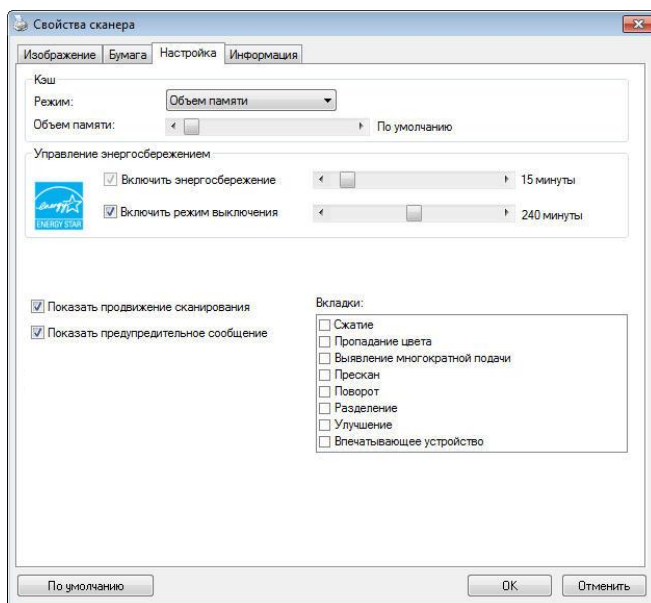 Свойства сканера
Изображение Бумага Настройка Информация
Кэш
Режим: Объем памяти
Объем памяти: По умолчанию
Управление энергосбережением
Включить энергосбережение 15 минуты
Включить режим выключения 240 минуты
energy
ENERGY STAR
Показать продвижение сканирования
Показать предупредительное сообщение
Вкладки:
Сжатие
Пропадание цвета
Выявление многократной подачи
Прескан
Поворот
Разделение
Улучшение
Впечатывающее устройство
По умолчанию OK Отменить